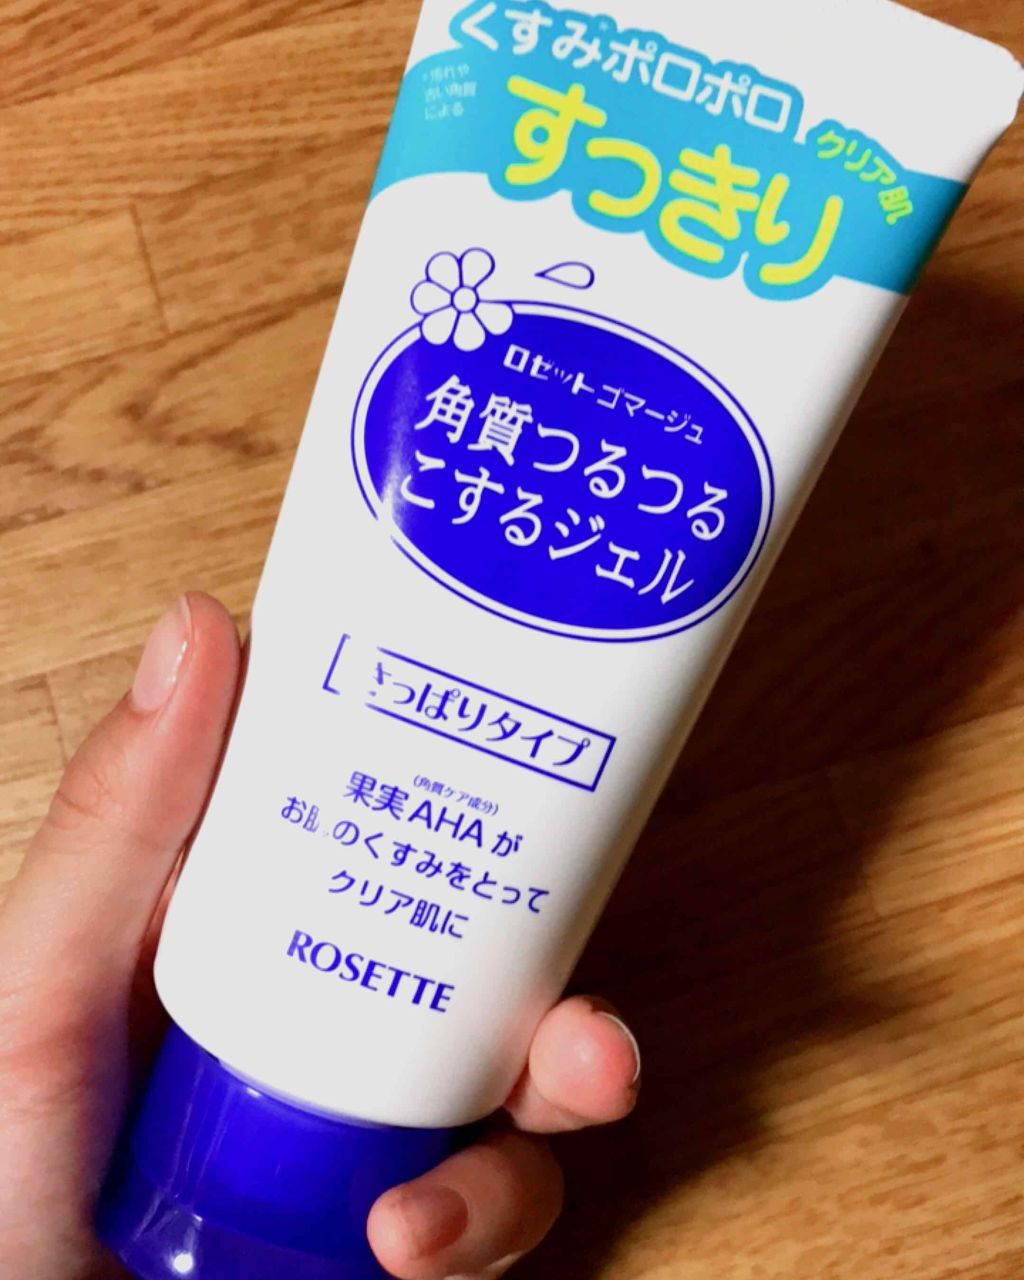 くすみポロポロ
*汚れや
古い角質
による
すっきり
クリア肌
ロゼットゴマージュ
角質つるつる
こするジェル
さっぱりタイプ
(角質ケア成分)
果実AHAが
お肌のくすみをとって
クリア肌に
ROSETTE